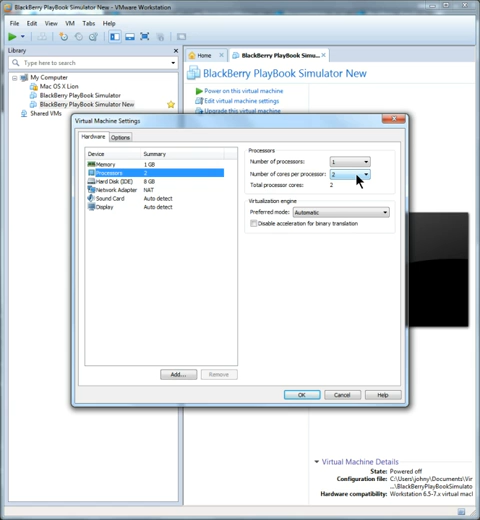 BlackBerry PlayBook Simulator New - VMware Workstation
File Edit View VM Tabs Help
Library
Type here to search
My Computer
Mac OS X Lion
BlackBerry PlayBook Simulator
BlackBerry PlayBook Simulator New
Shared VMs
Home
BlackBerry PlayBook Simu...
BlackBerry PlayBook Simulator New
Power on this virtual machine
Edit virtual machine settings
Upgrade this virtual machine
Virtual Machine Settings
Hardware Options
Device Summary
Memory 1 GB
Processors 2
Hard Disk (IDE) 8 GB
Network Adapter NAT
Sound Card Auto detect
Display Auto detect
Add... Remove
Processors
Number of processors: 1
Number of cores per processor: 2
Total processor cores: 2
Virtualization engine
Preferred mode: Automatic
Disable acceleration for binary translation
OK Cancel Help
Virtual Machine Details
State: Powered off
Configuration file: C:\Users\johny\Documents\Vir
...\BlackBerryPlayBookSimulato
Hardware compatibility: Workstation 6.5-7.x virtual macl